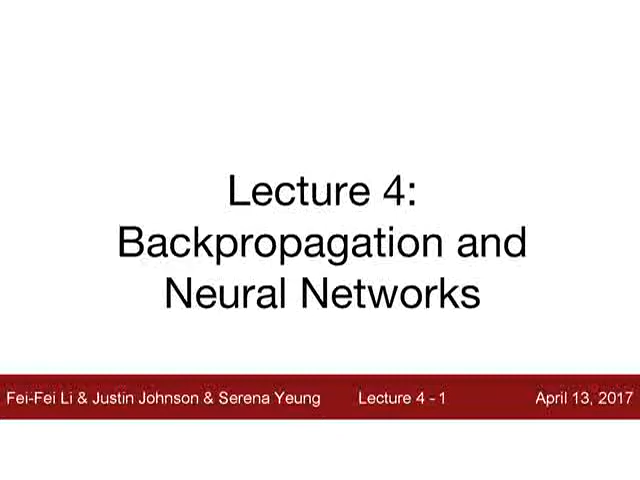 Lecture 4:
Backpropagation and
Neural Networks
Fei-Fei Li & Justin Johnson & Serena Yeung Lecture 4 - 1 April 13, 2017